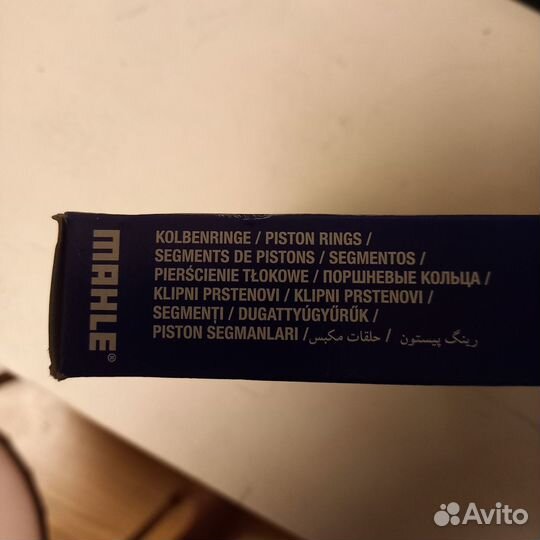 MAHLE®
KOLBENRINGE / PISTON RINGS /
SEGMENTS DE PISTONS / SEGMENTOS /
PIERŚCIENIE TŁOKOWE / ПОРШНЕВЫЕ КОЛЬЦА /
KLIPNI PRSTENOVI / KLIPNI PRSTENOVI /
SEGMENȚI / DUGATTYÚGYŰRŰK /
PISTON SEGMANLARI / حلقات مكبس / رینگ پیستون
Avito